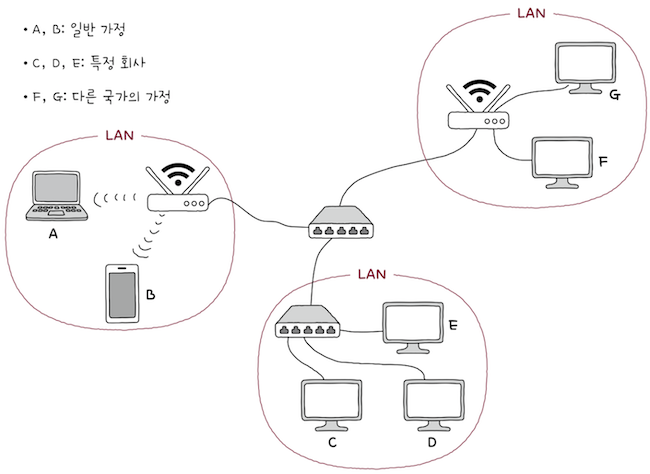 • A, B: 일반 가정
• C, D, E: 특정 회사
• F, G: 다른 국가의 가정
LAN
G
F
LAN
A
B
LAN
E
C
D